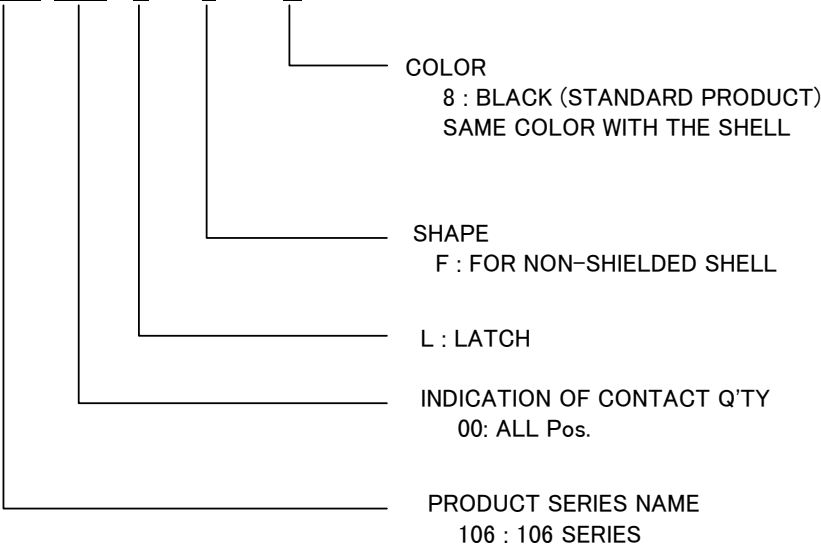 COLOR
8 : BLACK (STANDARD PRODUCT)
SAME COLOR WITH THE SHELL
SHAPE
F : FOR NON-SHIELDED SHELL
L : LATCH
INDICATION OF CONTACT Q'TY
00: ALL Pos.
PRODUCT SERIES NAME
106 : 106 SERIES